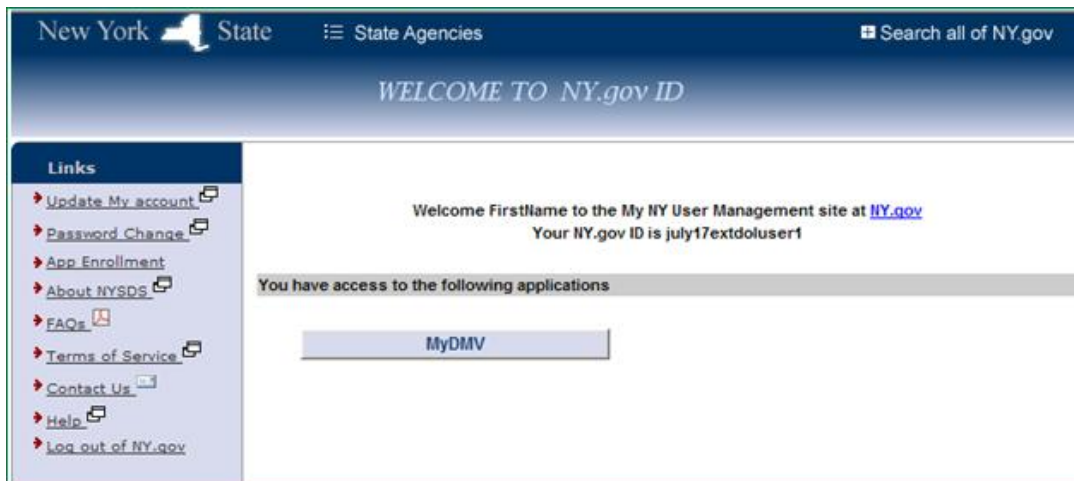 New York State
State Agencies
Search all of NY.gov
WELCOME TO NY.gov ID
Links
Update My account
Password Change
App Enrollment
About NYSDS
FAQs
Terms of Service
Contact Us
Help
Log out of NY.gov
Welcome FirstName to the My NY User Management site at NY.gov
Your NY.gov ID is july17extdoluser1
You have access to the following applications
MyDMV